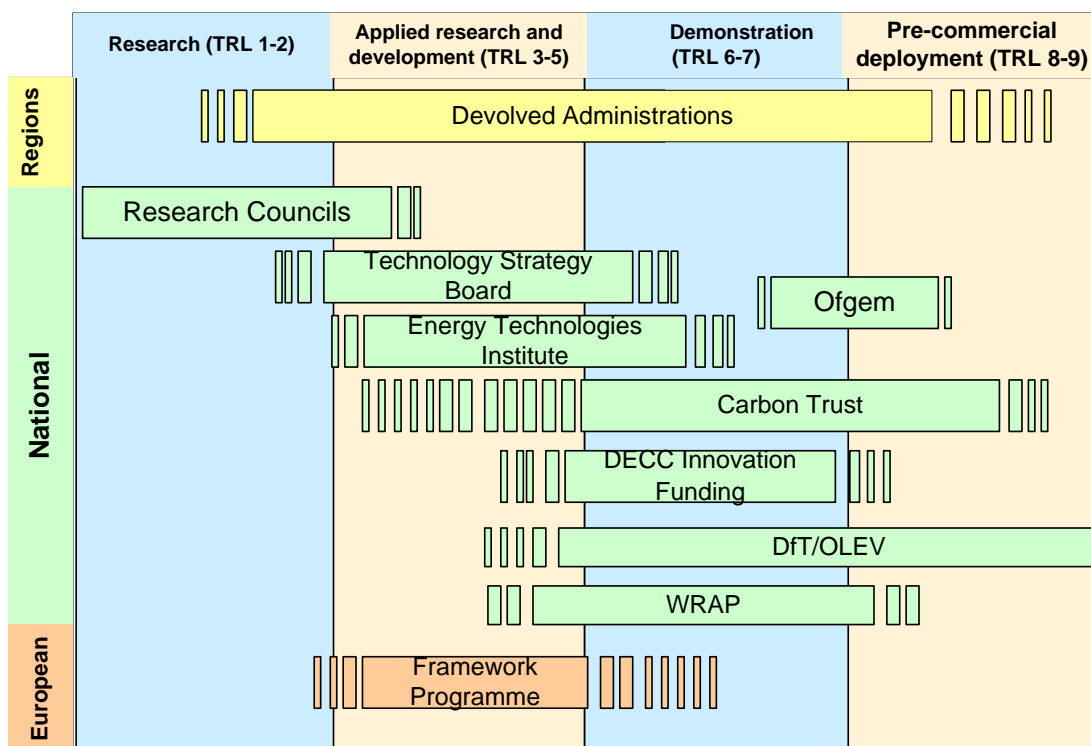 Research (TRL 1-2)
Applied research and
development (TRL 3-5)
Demonstration
(TRL 6-7)
Pre-commercial
deployment (TRL 8-9)
Regions
Devolved Administrations
National
Research Councils
Technology Strategy
Board
Ofgem
Energy Technologies
Institute
Carbon Trust
DECC Innovation
Funding
DfT/OLEV
WRAP
European
Framework
Programme